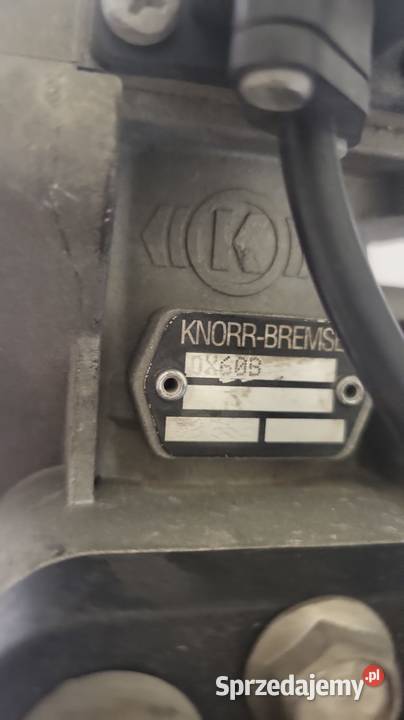 K
KNORR-BREMSE
DX60B
Sprzedajemy.pl